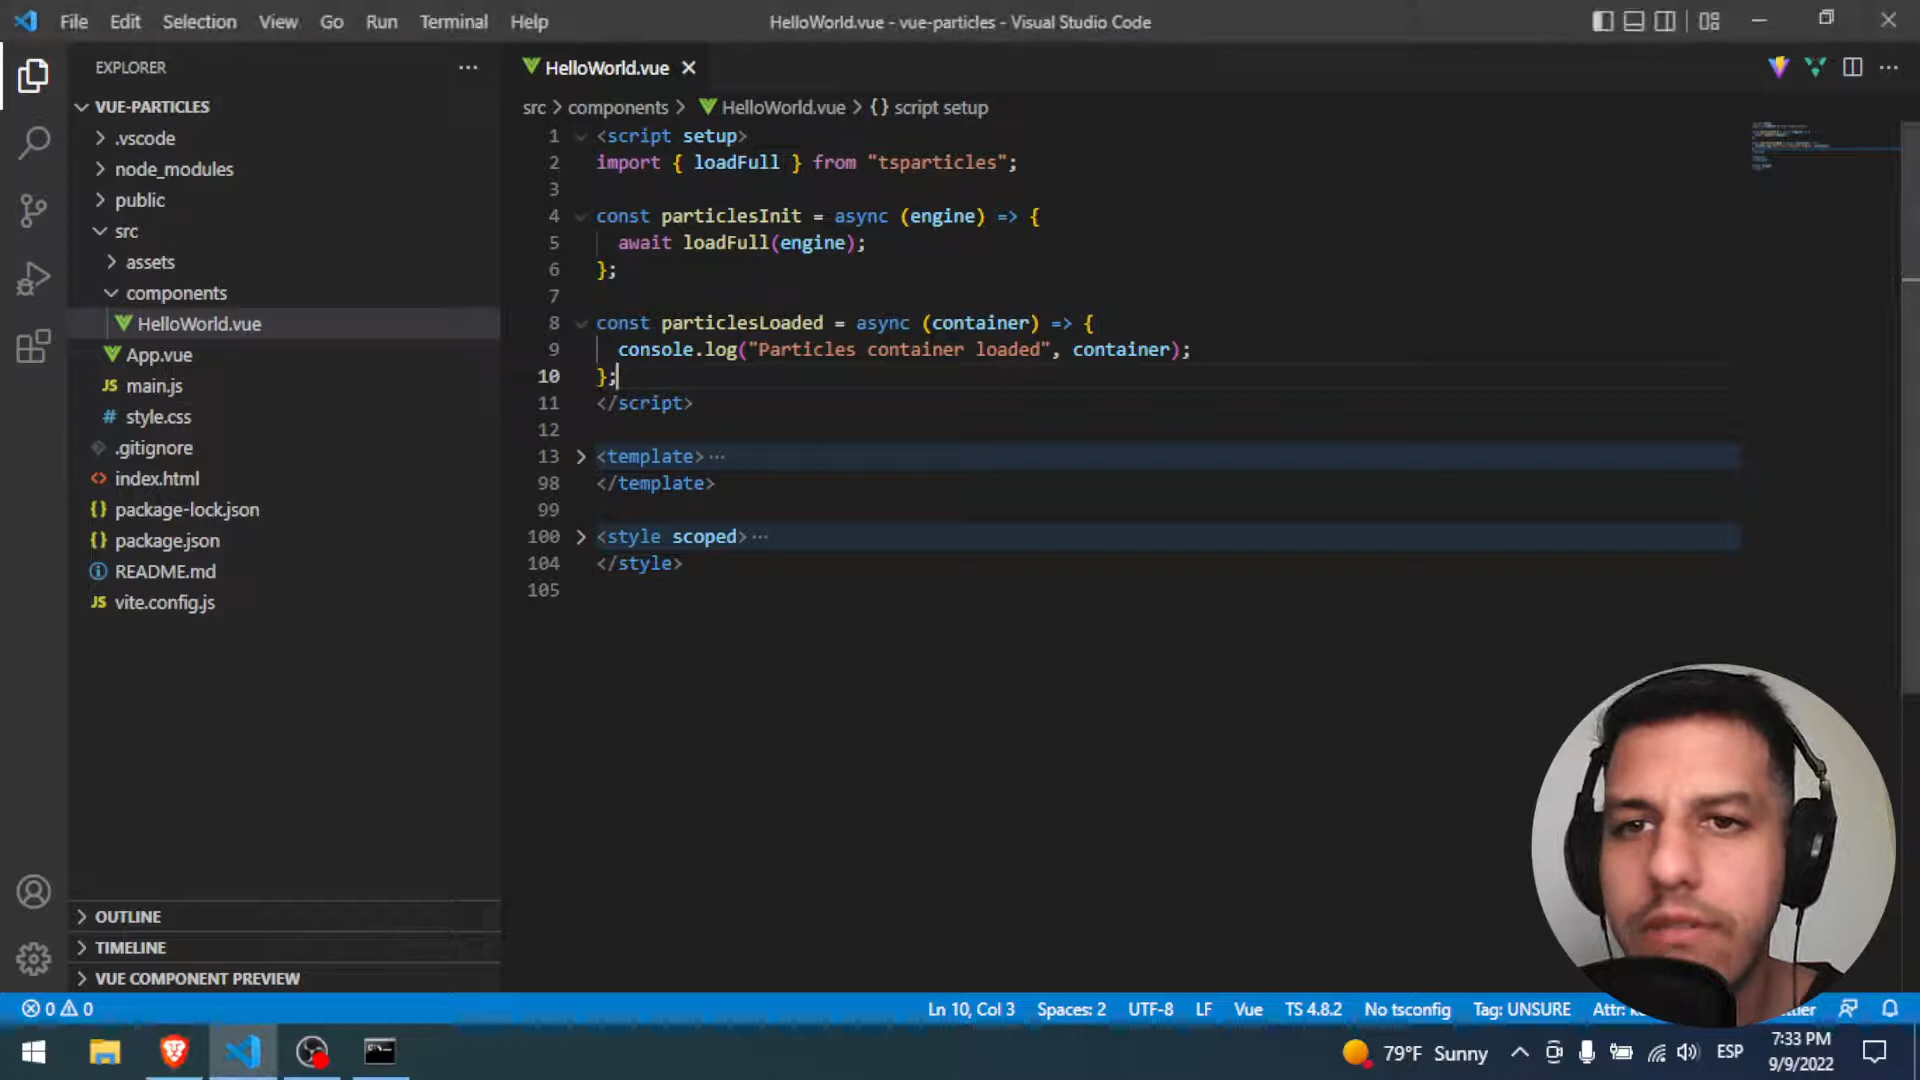 File Edit Selection View Go Run Terminal Help
HelloWorld.vue - vue-particles - Visual Studio Code
EXPLORER
VUE-PARTICLES
.vscode
node_modules
public
src
assets
components
HelloWorld.vue
App.vue
JS main.js
# style.css
.gitignore
<> index.html
{} package-lock.json
{} package.json
README.md
JS vite.config.js
OUTLINE
TIMELINE
VUE COMPONENT PREVIEW
HelloWorld.vue
src > components > HelloWorld.vue > {} script setup
1 <script setup>
2 import { loadFull } from "tsparticles";
3
4 const particlesInit = async (engine) => {
5 await loadFull(engine);
6 };
7
8 const particlesLoaded = async (container) => {
9 console.log("Particles container loaded", container);
10 };
11 </script>
12
13 <template> ...
98 </template>
99
100 <style scoped> ...
104 </style>
105
0 0
Ln 10, Col 3 Spaces: 2 UTF-8 LF Vue TS 4.8.2 No tsconfig Tag: UNSURE Attr:
79°F Sunny
ESP
7:33 PM
9/9/2022